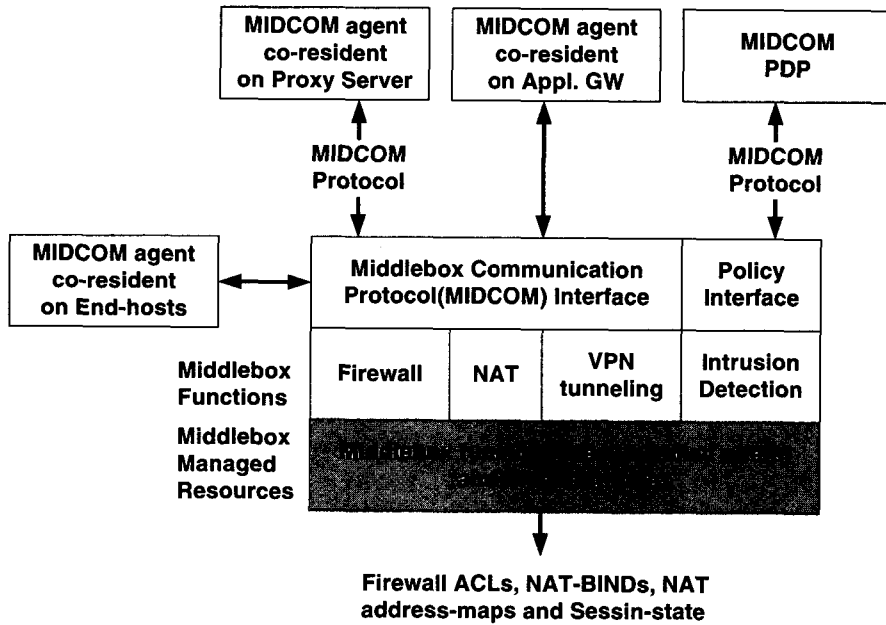 MIDCOM agent
co-resident
on Proxy Server
MIDCOM agent
co-resident
on Appl. GW
MIDCOM
PDP
MIDCOM
Protocol
MIDCOM
Protocol
MIDCOM agent
co-resident
on End-hosts
Middlebox Communication
Protocol(MIDCOM) Interface
Policy
Interface
Middlebox
Functions
Firewall
NAT
VPN
tunneling
Intrusion
Detection
Middlebox
Managed
Resources
Middlebox
Firewall ACLs, NAT-BINDs, NAT
address-maps and Sessin-state